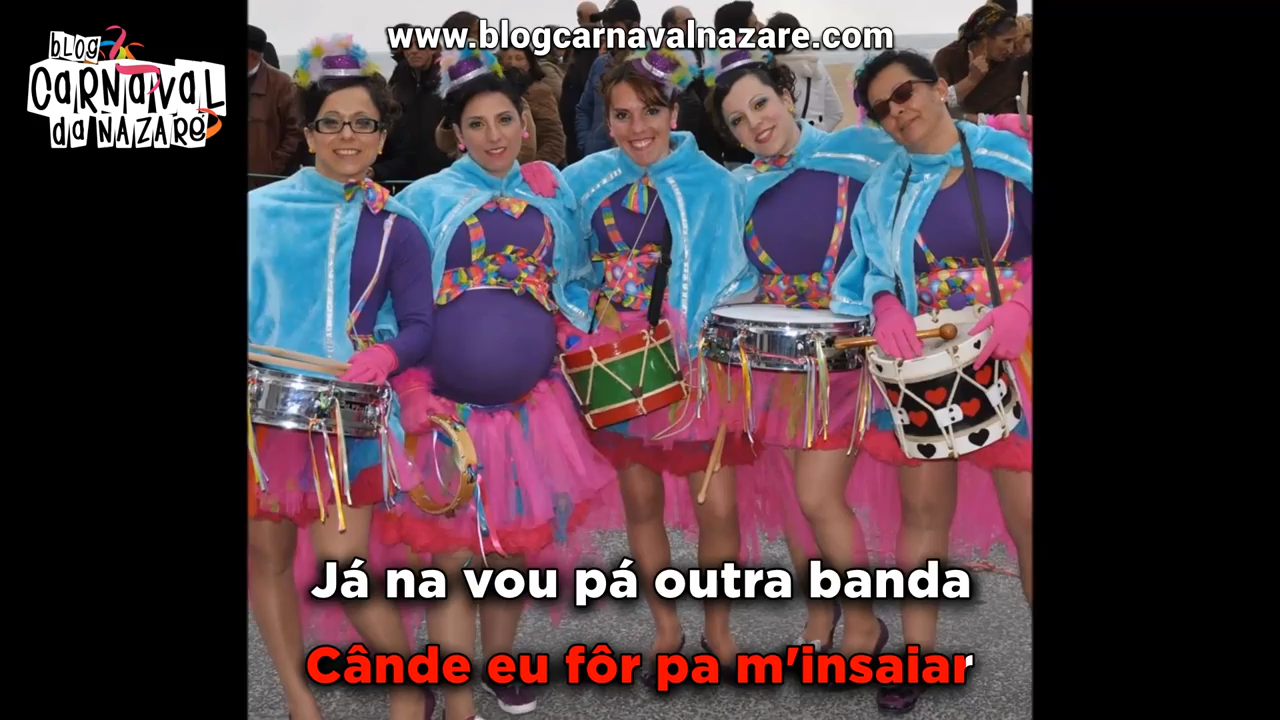 www.blogcarnavalnazare.com
blog
CARNAVAL
da NAZARÉ
Já na vou pá outra banda
Cânde eu fôr pa m'insaiar